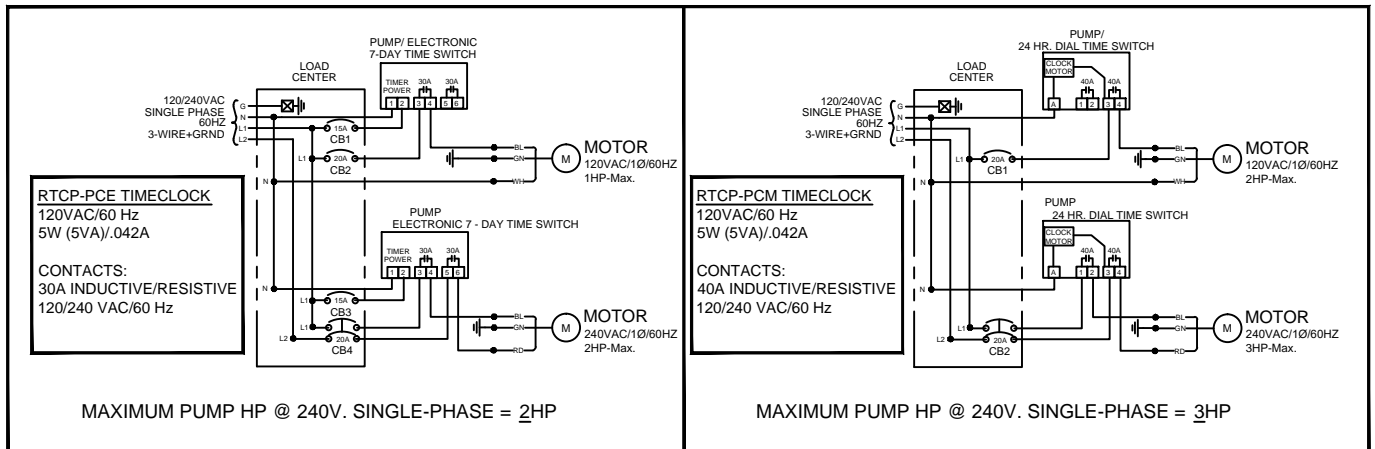 PUMP/ ELECTRONIC
7-DAY TIME SWITCH
LOAD
CENTER
TIMER
POWER
30A
30A
1 2 3 4 5 6
120/240VAC
SINGLE PHASE
60HZ
3-WIRE+GRND
G
N
L1
L2
15A
CB1
L1
20A
CB2
N
BL
GN
WH
M
MOTOR
120VAC/1Ø/60HZ
1HP-Max.
RTCP-PCE TIMECLOCK
120VAC/60 Hz
5W (5VA)/.042A
CONTACTS:
30A INDUCTIVE/RESISTIVE
120/240 VAC/60 Hz
PUMP
ELECTRONIC 7 - DAY TIME SWITCH
TIMER
POWER
30A
30A
1 2 3 4 5 6
N
L1
15A
CB3
L1
L2
20A
CB4
BL
GN
RD
M
MOTOR
240VAC/1Ø/60HZ
2HP-Max.
MAXIMUM PUMP HP @ 240V. SINGLE-PHASE = 2HP
PUMP/
24 HR. DIAL TIME SWITCH
LOAD
CENTER
CLOCK
MOTOR
40A
40A
A 1 2 3 4
120/240VAC
SINGLE PHASE
60HZ
3-WIRE+GRND
G
N
L1
L2
L1
20A
CB1
N
BL
GN
WH
M
MOTOR
120VAC/1Ø/60HZ
2HP-Max.
RTCP-PCM TIMECLOCK
120VAC/60 Hz
5W (5VA)/.042A
CONTACTS:
40A INDUCTIVE/RESISTIVE
120/240 VAC/60 Hz
PUMP
24 HR. DIAL TIME SWITCH
CLOCK
MOTOR
40A
40A
A 1 2 3 4
N
L1
L2
20A
CB2
BL
GN
RD
M
MOTOR
240VAC/1Ø/60HZ
3HP-Max.
MAXIMUM PUMP HP @ 240V. SINGLE-PHASE = 3HP